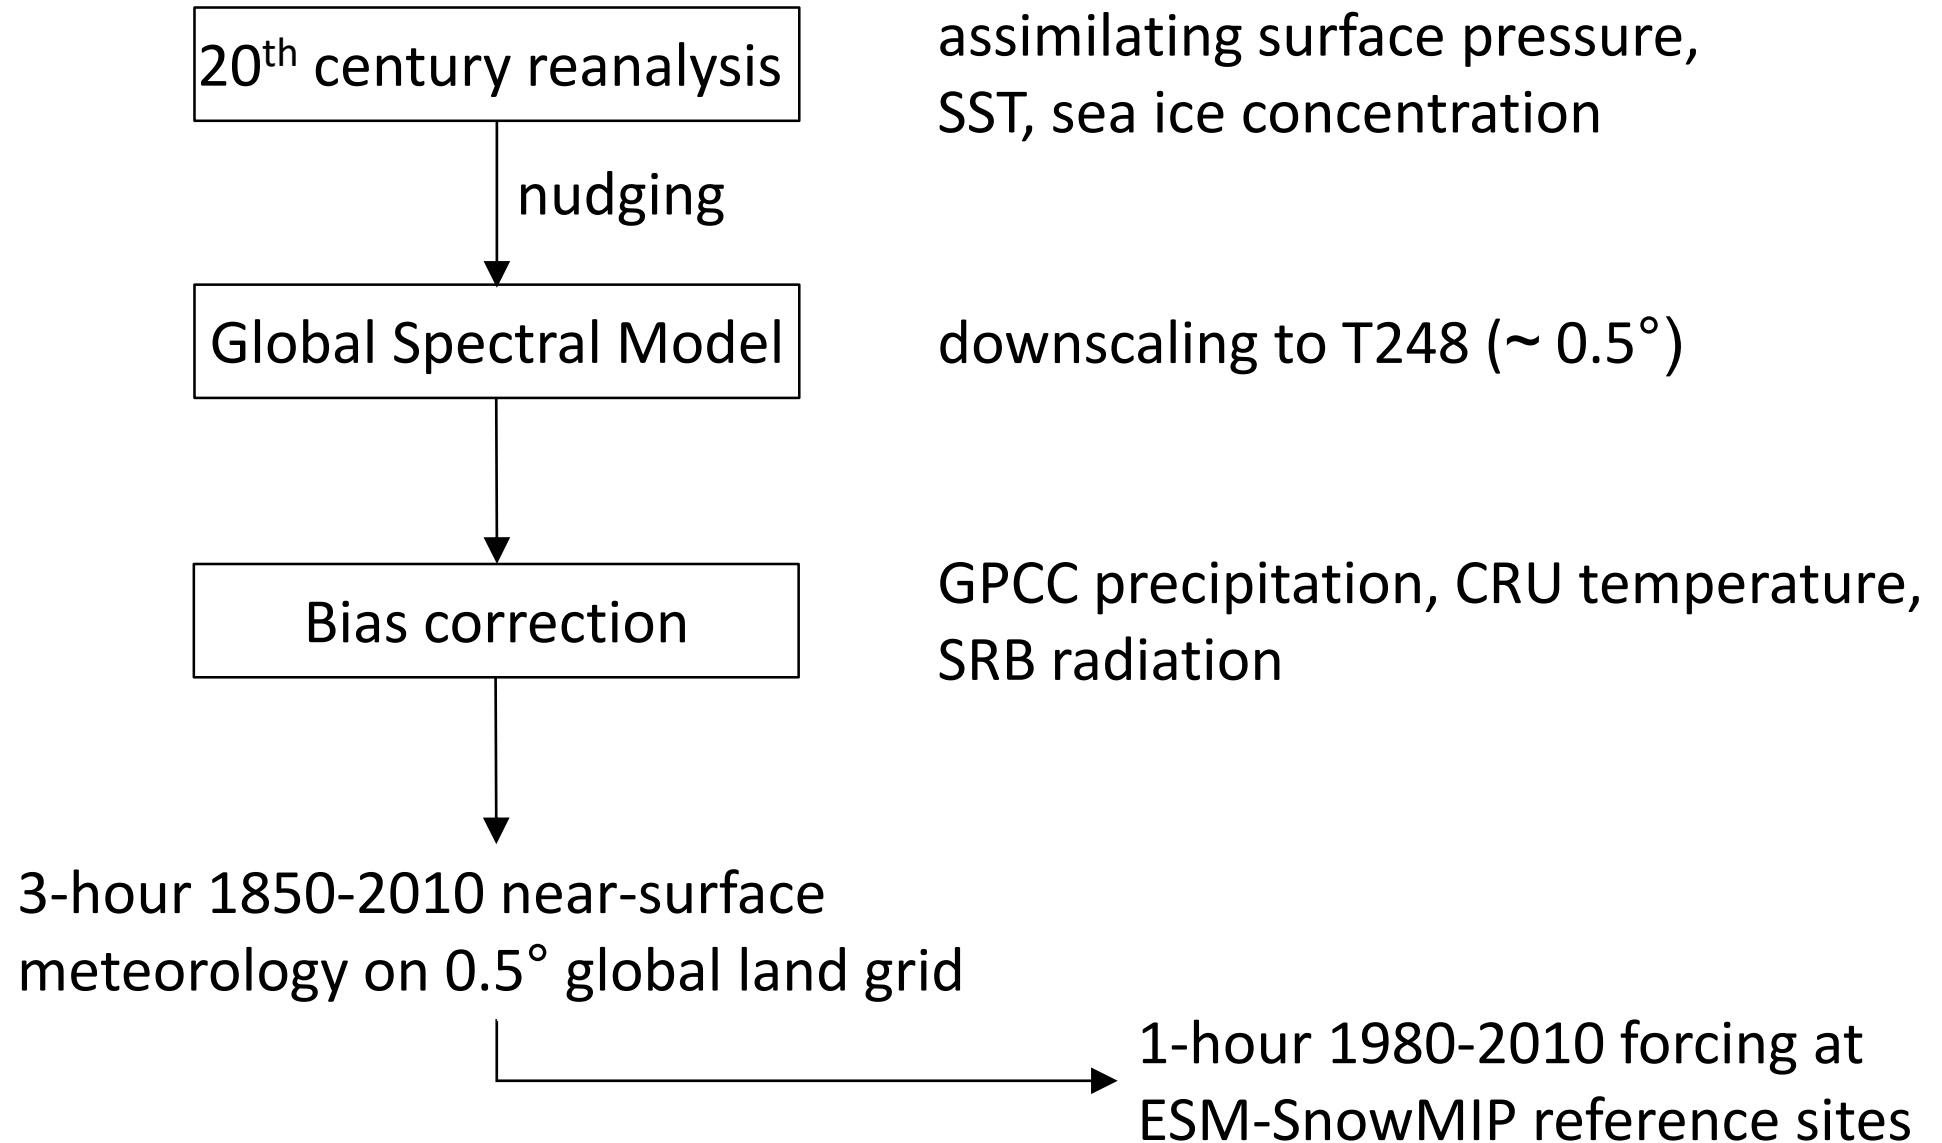 20th century reanalysis
assimilating surface pressure,
SST, sea ice concentration
nudging
Global Spectral Model
downscaling to T248 (~ 0.5°)
Bias correction
GPCC precipitation, CRU temperature,
SRB radiation
3-hour 1850-2010 near-surface
meteorology on 0.5° global land grid
1-hour 1980-2010 forcing at
ESM-SnowMIP reference sites